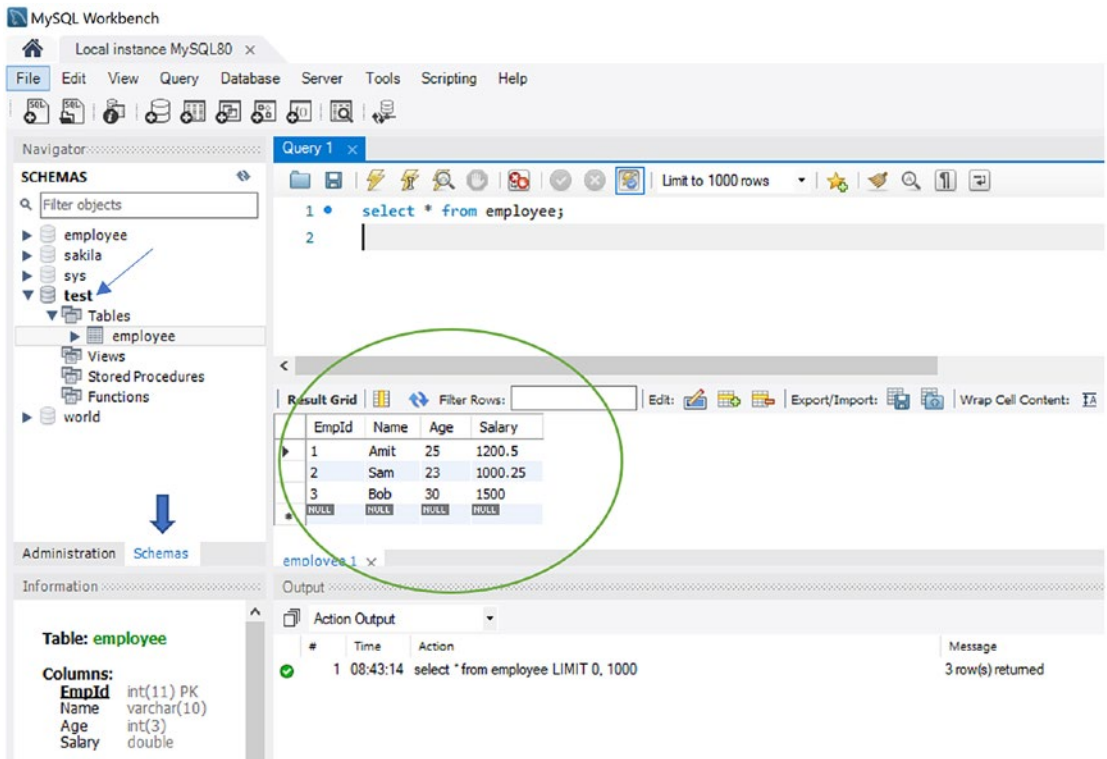 MySQL Workbench
Local instance MySQL80 ×
File Edit View Query Database Server Tools Scripting Help
Navigator
SCHEMAS
Filter objects
employee
sakila
sys
test
Tables
employee
Views
Stored Procedures
Functions
world
Administration Schemas
Information
Table: employee
Columns:
EmpId int(11) PK
Name varchar(10)
Age int(3)
Salary double
Query 1 ×
Limit to 1000 rows
1 select * from employee;
2
Result Grid Filter Rows: Edit: Export/Import: Wrap Cell Content:
EmpId Name Age Salary
1 Amit 25 1200.5
2 Sam 23 1000.25
3 Bob 30 1500
NULL NULL NULL NULL
employee 1 ×
Output
Action Output
# Time Action Message
1 08:43:14 select * from employee LIMIT 0, 1000 3 row(s) returned